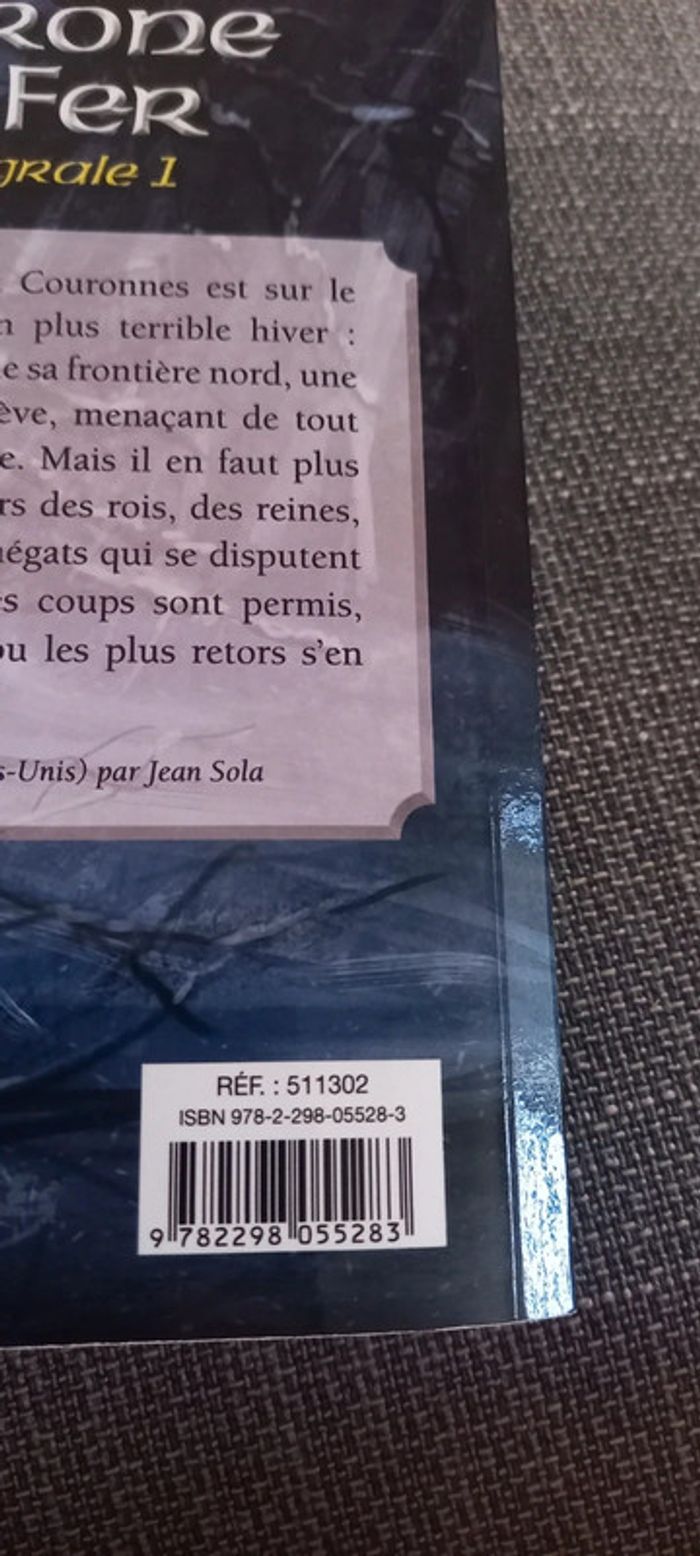 RONE
FER
grale 1
Couronnes est sur le
plus terrible hiver :
e sa frontière nord, une
ève, menaçant de tout
e. Mais il en faut plus
rs des rois, des reines,
négats qui se disputent
s coups sont permis,
ou les plus retors s'en
s-Unis) par Jean Sola
RÉF. : 511302
ISBN 978-2-298-05528-3
9 782298 055283